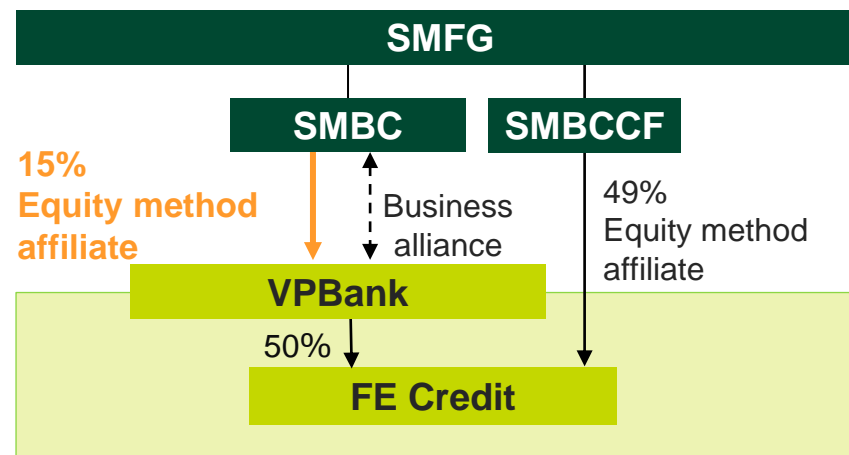 SMFG
SMBC
SMBCCF
15%
Equity method
affiliate
Business
alliance
49%
Equity method
affiliate
VPBank
50%
FE Credit